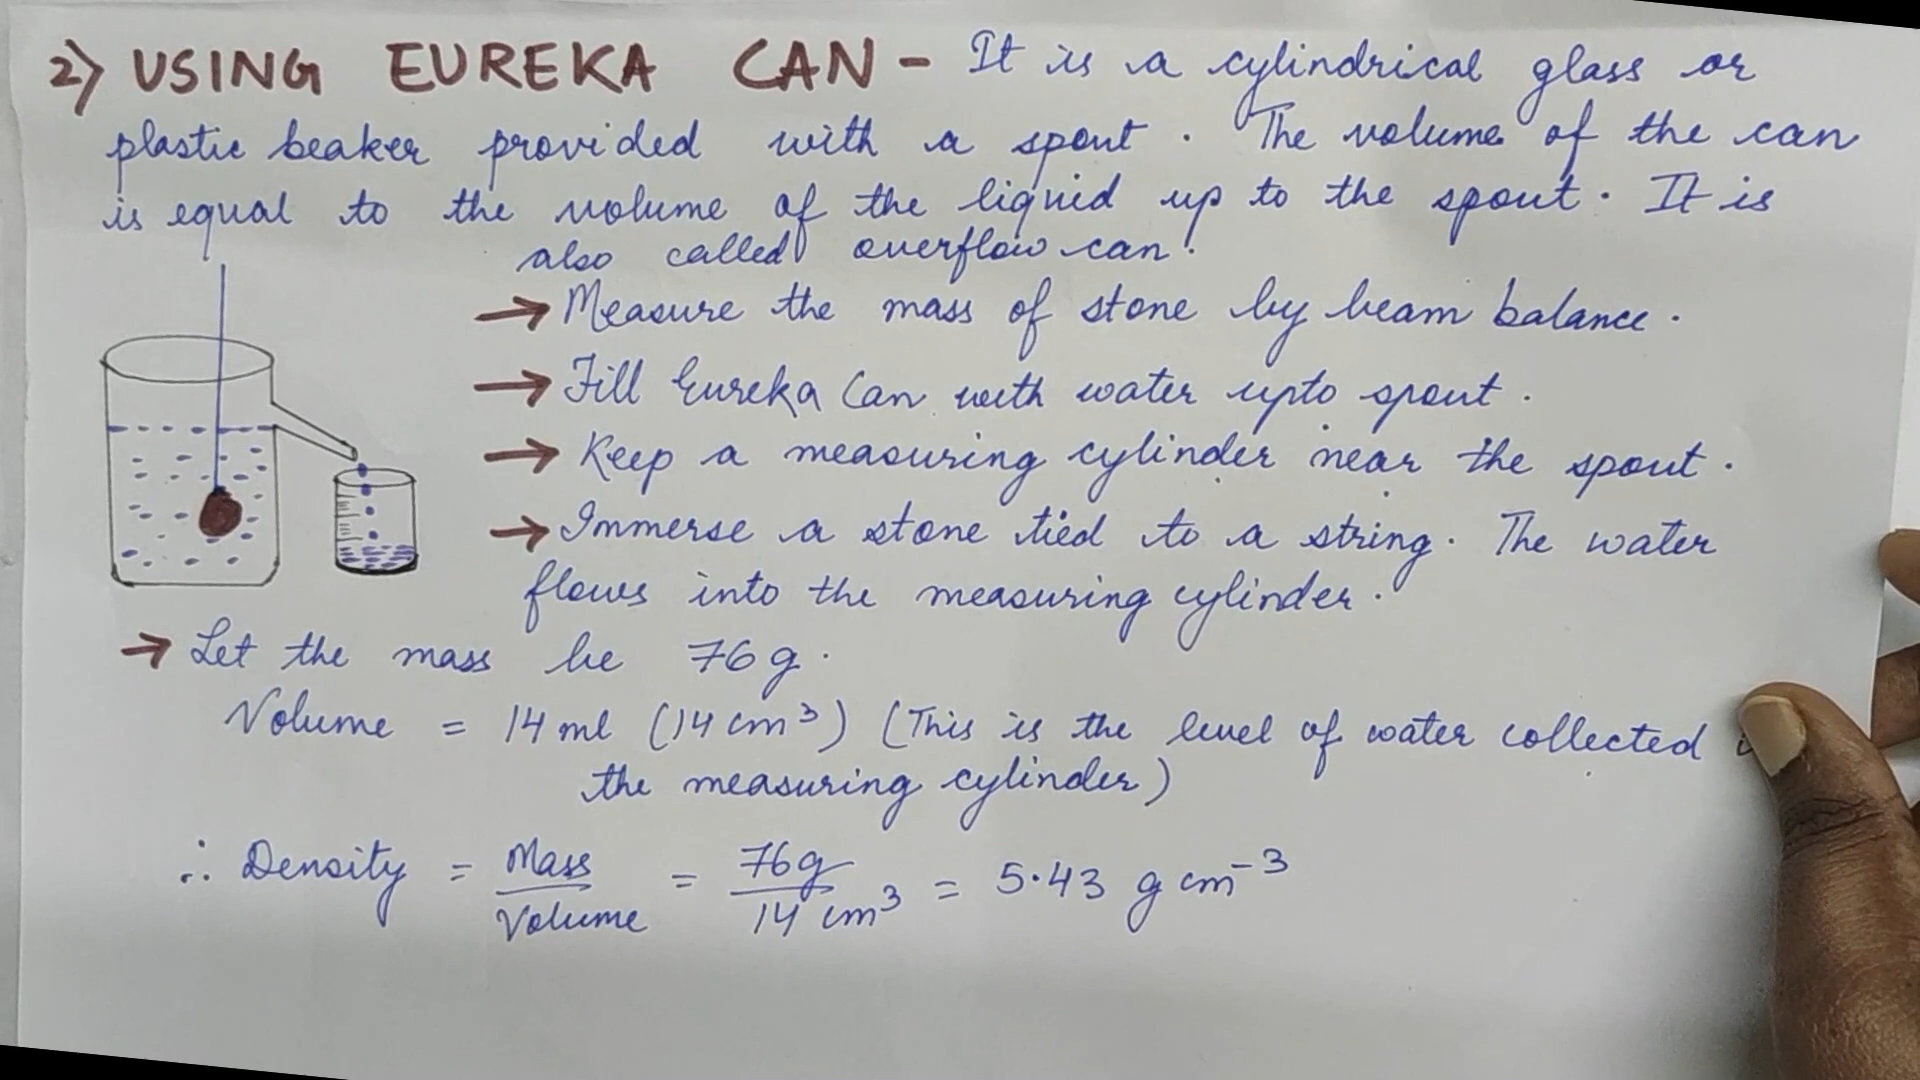 2) USING EUREKA CAN - It is a cylindrical glass or
plastic beaker provided with a spout. The volume of the can
is equal to the volume of the liquid up to the spout. It is
also called overflow can.
→ Measure the mass of stone by beam balance.
→ Fill Eureka Can with water upto spout.
→ Keep a measuring cylinder near the spout.
→ Immerse a stone tied to a string. The water
flows into the measuring cylinder.
→ Let the mass be 76g.
Volume = 14 ml (14 cm³) (This is the level of water collected
the measuring cylinder)
∴ Density = Mass/Volume = 76g/14 cm³ = 5.43 g cm⁻³